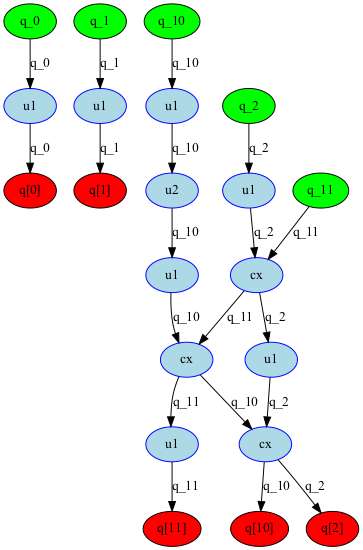 q_0 q_1 q_10
q_0 q_1 q_10 q_2
u1 u1 u1
q_0 q_1 q_10 q_2
q[0] q[1] u2 u1 q_11
q_10 q_2 q_11
u1 cx
q_10 q_11 q_2
cx u1
q_11 q_10 q_2
u1 cx
q_11 q_10 q_2
q[11] q[10] q[2]